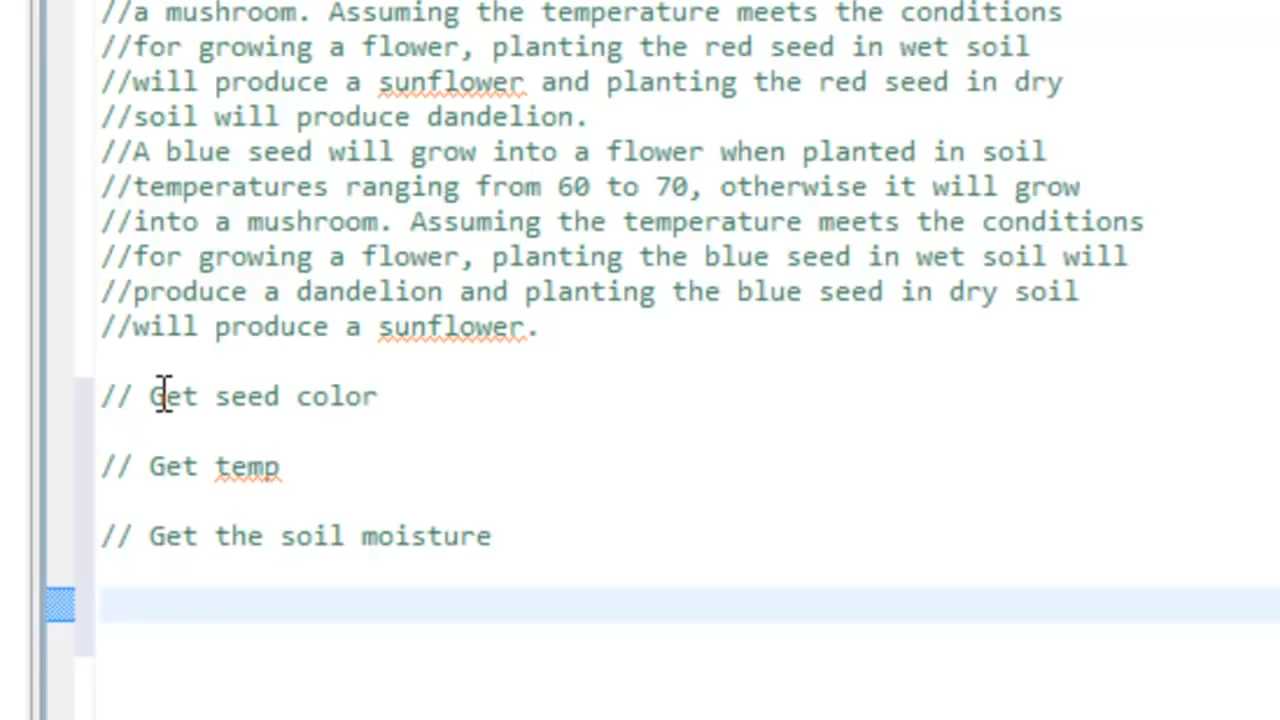 //a mushroom. Assuming the temperature meets the conditions
//for growing a flower, planting the red seed in wet soil
//will produce a sunflower and planting the red seed in dry
//soil will produce dandelion.
//A blue seed will grow into a flower when planted in soil
//temperatures ranging from 60 to 70, otherwise it will grow
//into a mushroom. Assuming the temperature meets the conditions
//for growing a flower, planting the blue seed in wet soil will
//produce a dandelion and planting the blue seed in dry soil
//will produce a sunflower.
// Get seed color
// Get temp
// Get the soil moisture